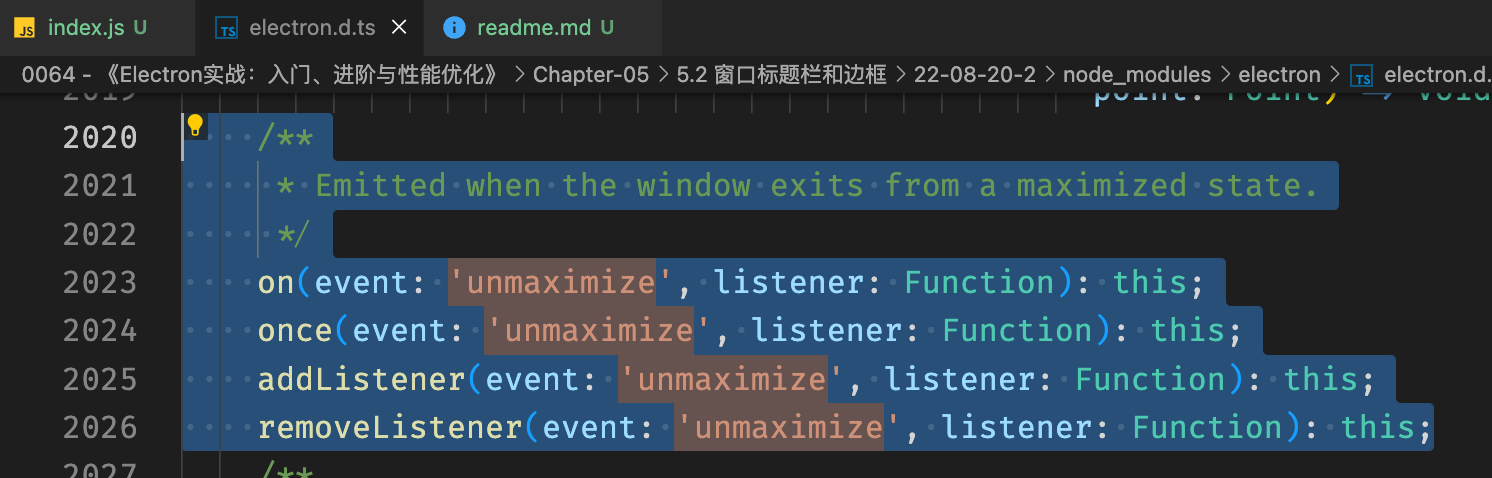 JS index.js U TS electron.d.ts × i readme.md U
0064 - 《Electron实战：入门、进阶与性能优化》 > Chapter-05 > 5.2 窗口标题栏和边框 > 22-08-20-2 > node_modules > electron > TS electron.d.
2019 point: Point) => void
2020 /**
2021 * Emitted when the window exits from a maximized state.
2022 */
2023 on(event: 'unmaximize', listener: Function): this;
2024 once(event: 'unmaximize', listener: Function): this;
2025 addListener(event: 'unmaximize', listener: Function): this;
2026 removeListener(event: 'unmaximize', listener: Function): this;
2027 /**